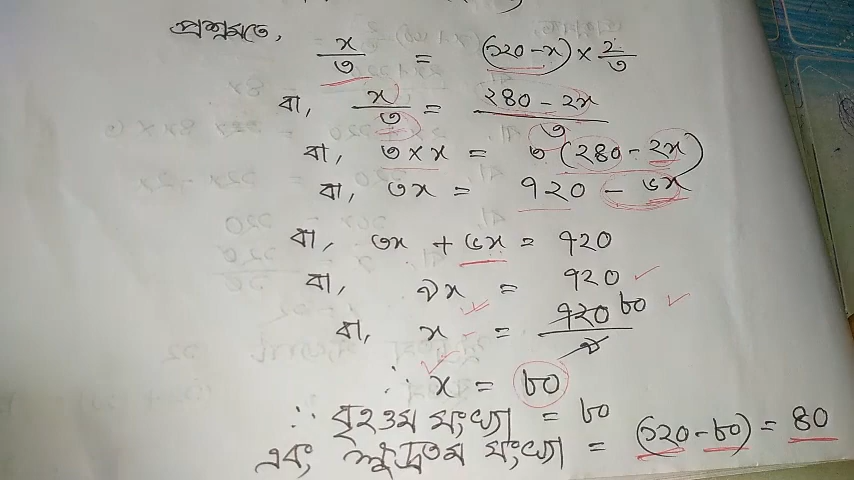 প্রশ্নমতে,
x/৩ = (১২০-x) × ২/৩
বা, x/৩ = ২৪০ - ২x/৩
বা, ৩ × x = ৩ (২৪০ - ২x)
বা, ৩x = ৭২০ - ৬x
বা, ৩x + ৬x = ৭২০
বা, ৯x = ৭২০
বা, x = ৭২০ ৮০/৯
∴ x = ৮০
∴ বৃহত্তম সংখ্যা = ৮০
এবং ক্ষুদ্রতম সংখ্যা = (১২০-৮০) = ৪০